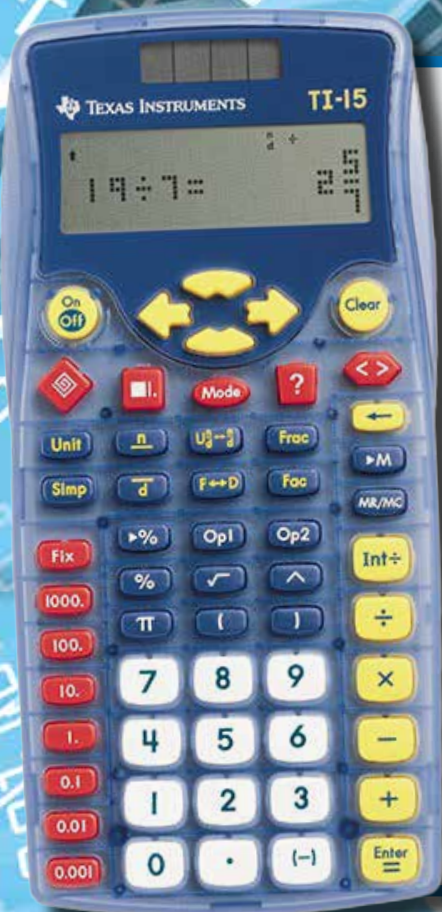 TEXAS INSTRUMENTS TI-15
n/d ÷
19÷7= 2 5/7
On Off Clear
Mode ?
Unit n U n/d↔n/d Frac ←
▸M
Simp d F↔D Fac
MR/MC
▸% Op1 Op2
Fix Int÷
% √ ^
1000.
π ( ) ÷
100.
7 8 9 ×
10.
4 5 6 −
1.
0.1
1 2 3 +
0.01
0 . (−) Enter =
0.001